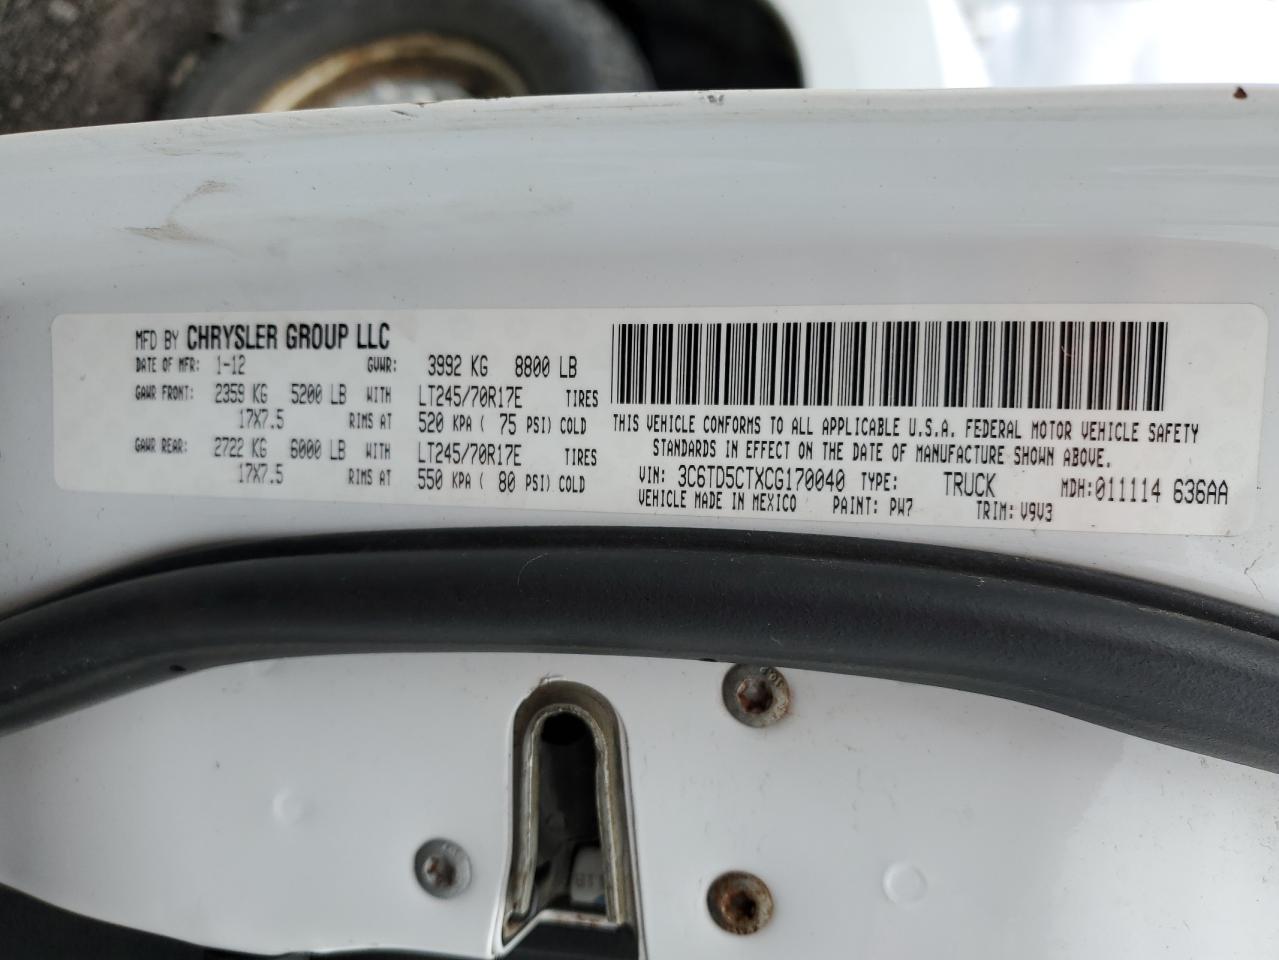 MFD BY CHRYSLER GROUP LLC
DATE OF MFR: 1-12 GVWR: 3992 KG 8800 LB
GAWR FRONT: 2359 KG 5200 LB WITH LT245/70R17E TIRES
17X7.5 RIMS AT 520 KPA ( 75 PSI) COLD
GAWR REAR: 2722 KG 6000 LB WITH LT245/70R17E TIRES
17X7.5 RIMS AT 550 KPA ( 80 PSI) COLD
THIS VEHICLE CONFORMS TO ALL APPLICABLE U.S.A. FEDERAL MOTOR VEHICLE SAFETY
STANDARDS IN EFFECT ON THE DATE OF MANUFACTURE SHOWN ABOVE.
VIN: 3C6TD5CTXCG170040 TYPE: TRUCK MDH:011114 636AA
VEHICLE MADE IN MEXICO PAINT: PW7 TRIM: V9V3